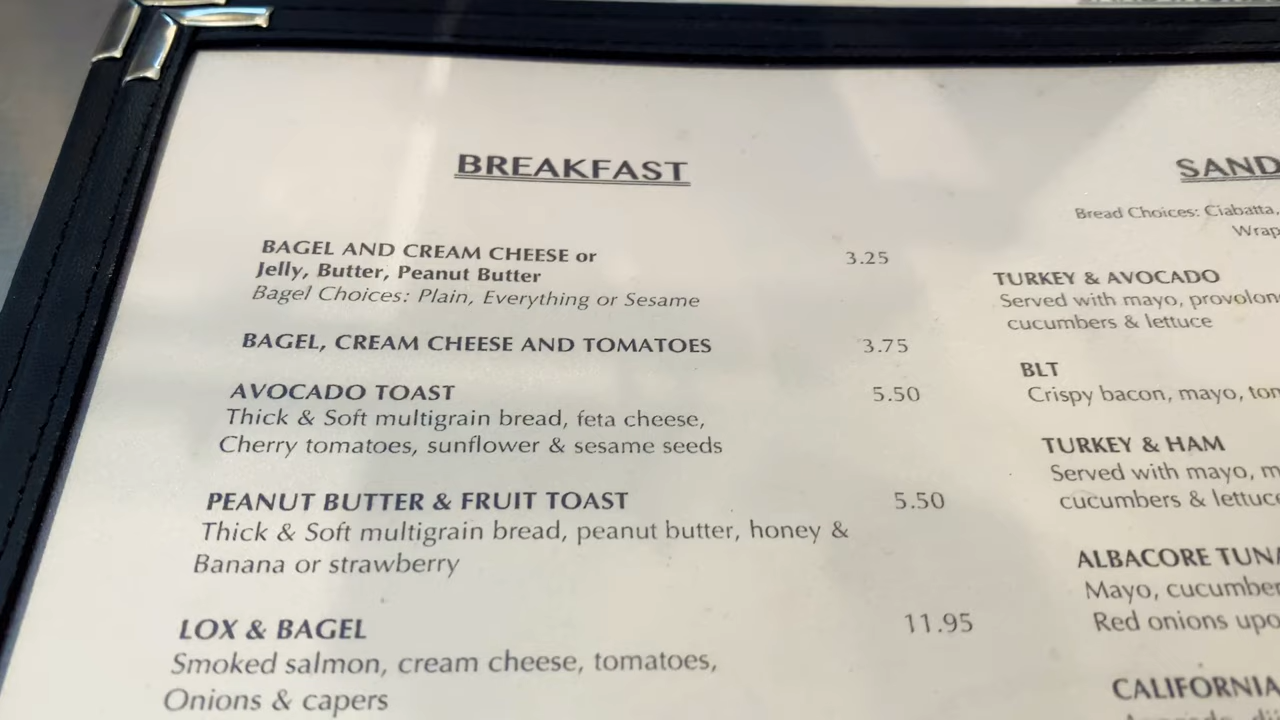 BREAKFAST
BAGEL AND CREAM CHEESE or 3.25
Jelly, Butter, Peanut Butter
Bagel Choices: Plain, Everything or Sesame
BAGEL, CREAM CHEESE AND TOMATOES 3.75
AVOCADO TOAST 5.50
Thick & Soft multigrain bread, feta cheese,
Cherry tomatoes, sunflower & sesame seeds
PEANUT BUTTER & FRUIT TOAST 5.50
Thick & Soft multigrain bread, peanut butter, honey &
Banana or strawberry
LOX & BAGEL 11.95
Smoked salmon, cream cheese, tomatoes,
Onions & capers
SAND
Bread Choices: Ciabatta,
Wrap
TURKEY & AVOCADO
Served with mayo, provolon
cucumbers & lettuce
BLT
Crispy bacon, mayo, tom
TURKEY & HAM
Served with mayo, m
cucumbers & lettuce
ALBACORE TUNA
Mayo, cucumber
Red onions upo
CALIFORNIA